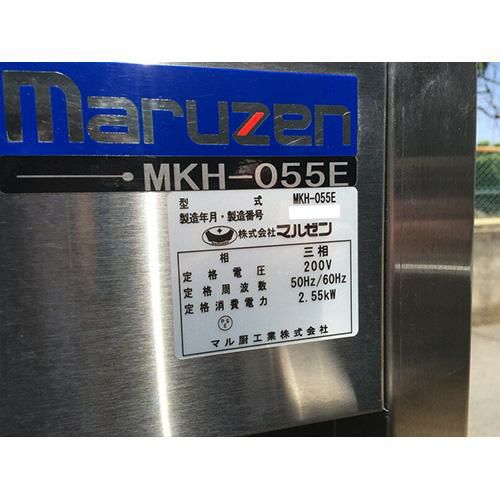 maruzen
MKH-055E
型式 MKH-055E
製造年月・製造番号
株式会社マルゼン
相 三相
定格電圧 200V
定格周波数 50Hz/60Hz
定格消費電力 2.55kW
マル厨工業株式会社